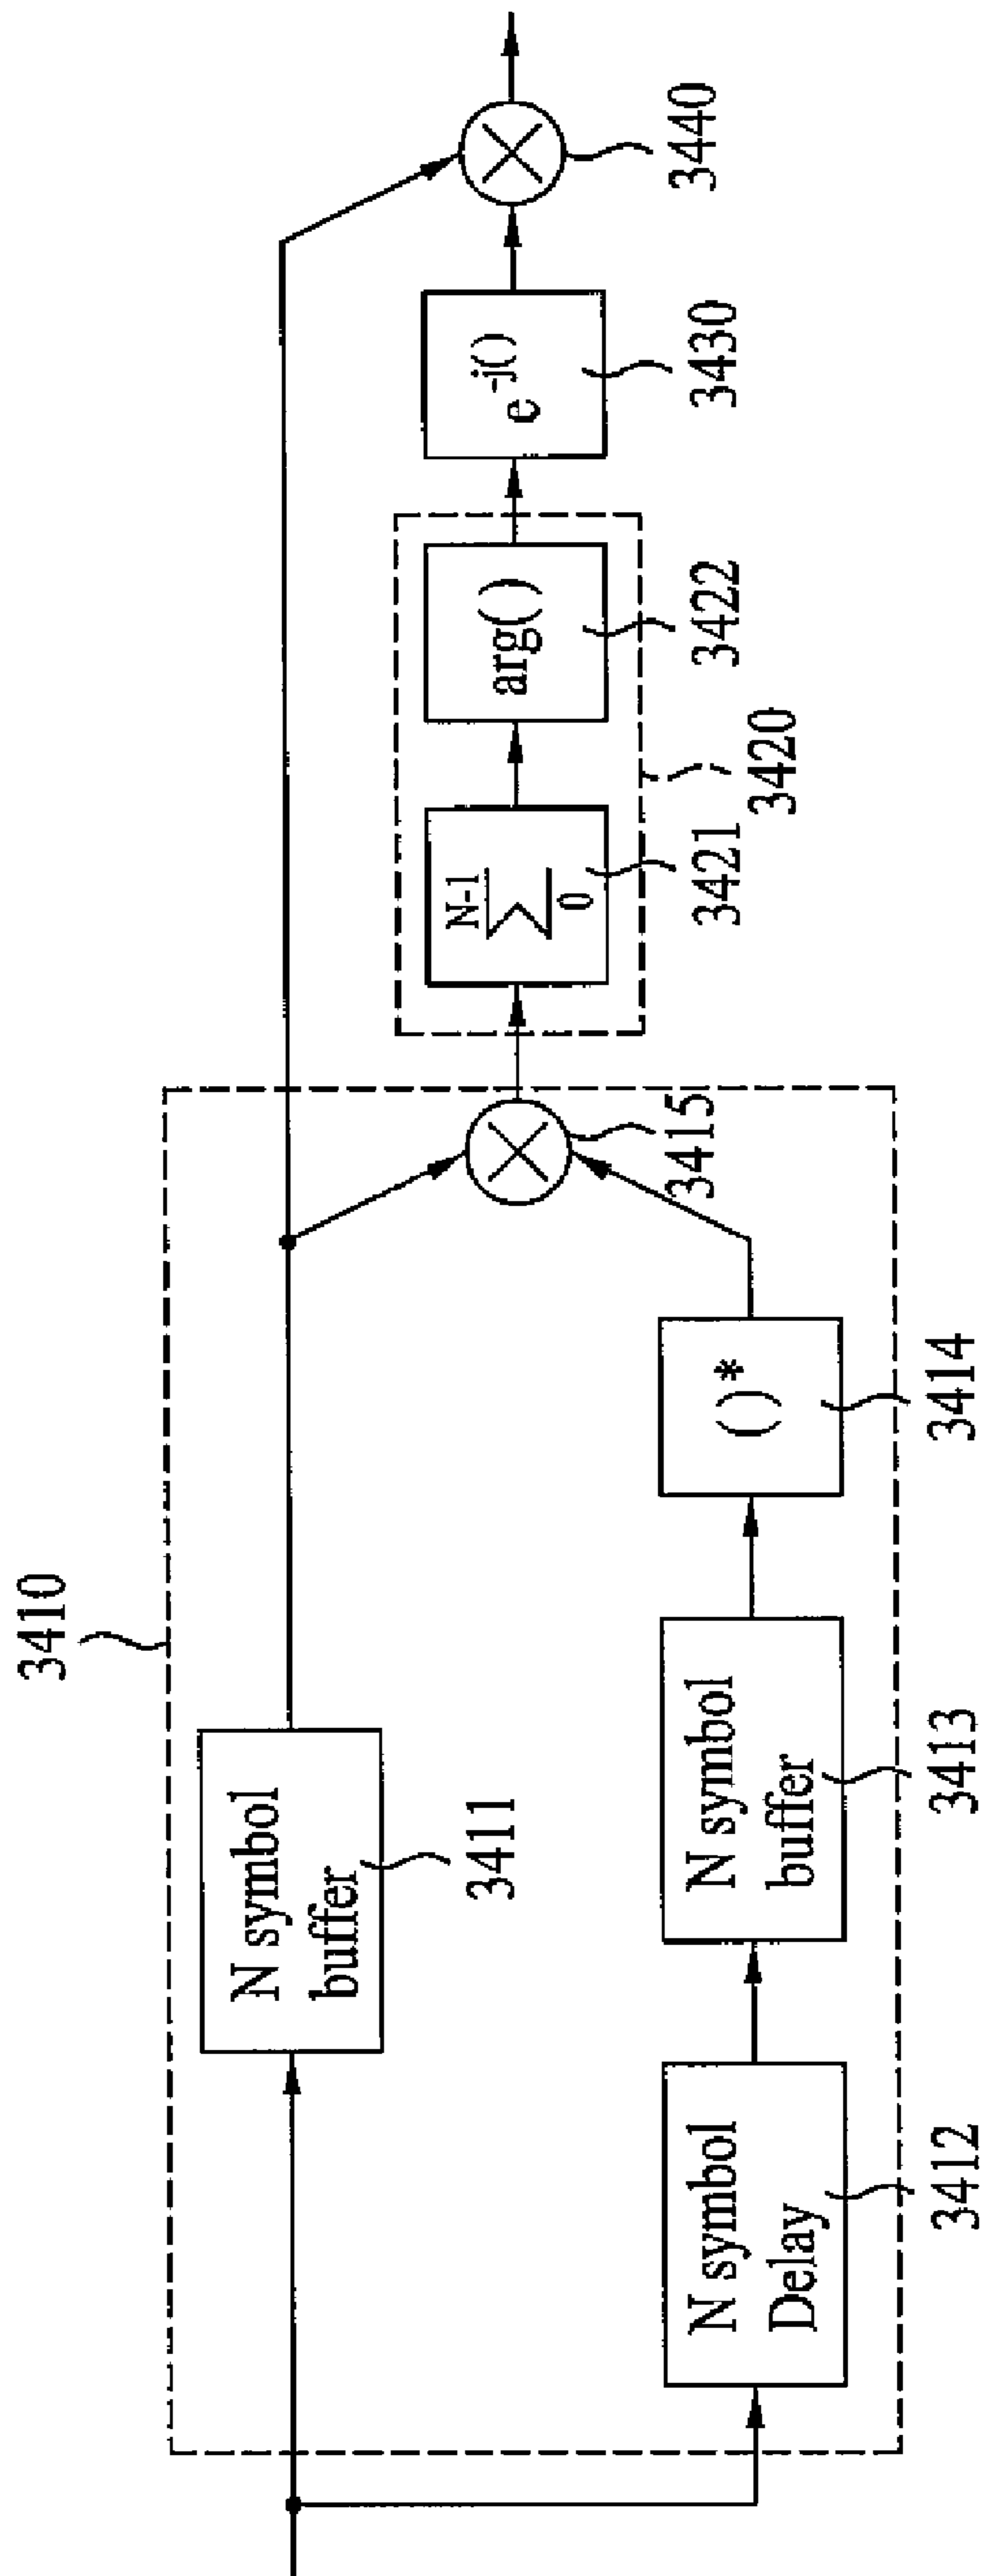 3410
N symbol
buffer
3411
N symbol
Delay
3412
N symbol
buffer
3413
( )*
3414
3415
N-1
∑
0
3421
arg( )
3422
3420
e-j()
3430
3440